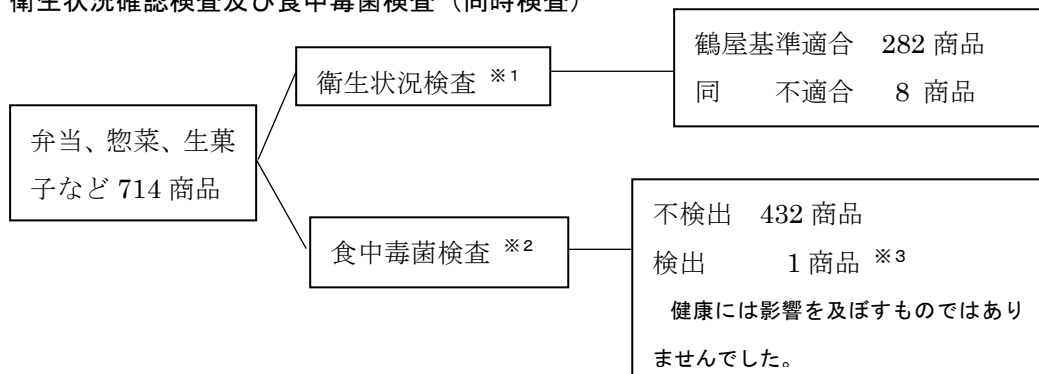 衛生状況確認検査及び食中毒菌検査（同時検査）
弁当、惣菜、生菓
子など 714 商品
衛生状況検査 ※1
鶴屋基準適合　282 商品
同　　不適合　 8 商品
食中毒菌検査 ※2
不検出　432 商品
検出　　 1 商品 ※3
健康には影響を及ぼすものではあり
ませんでした。